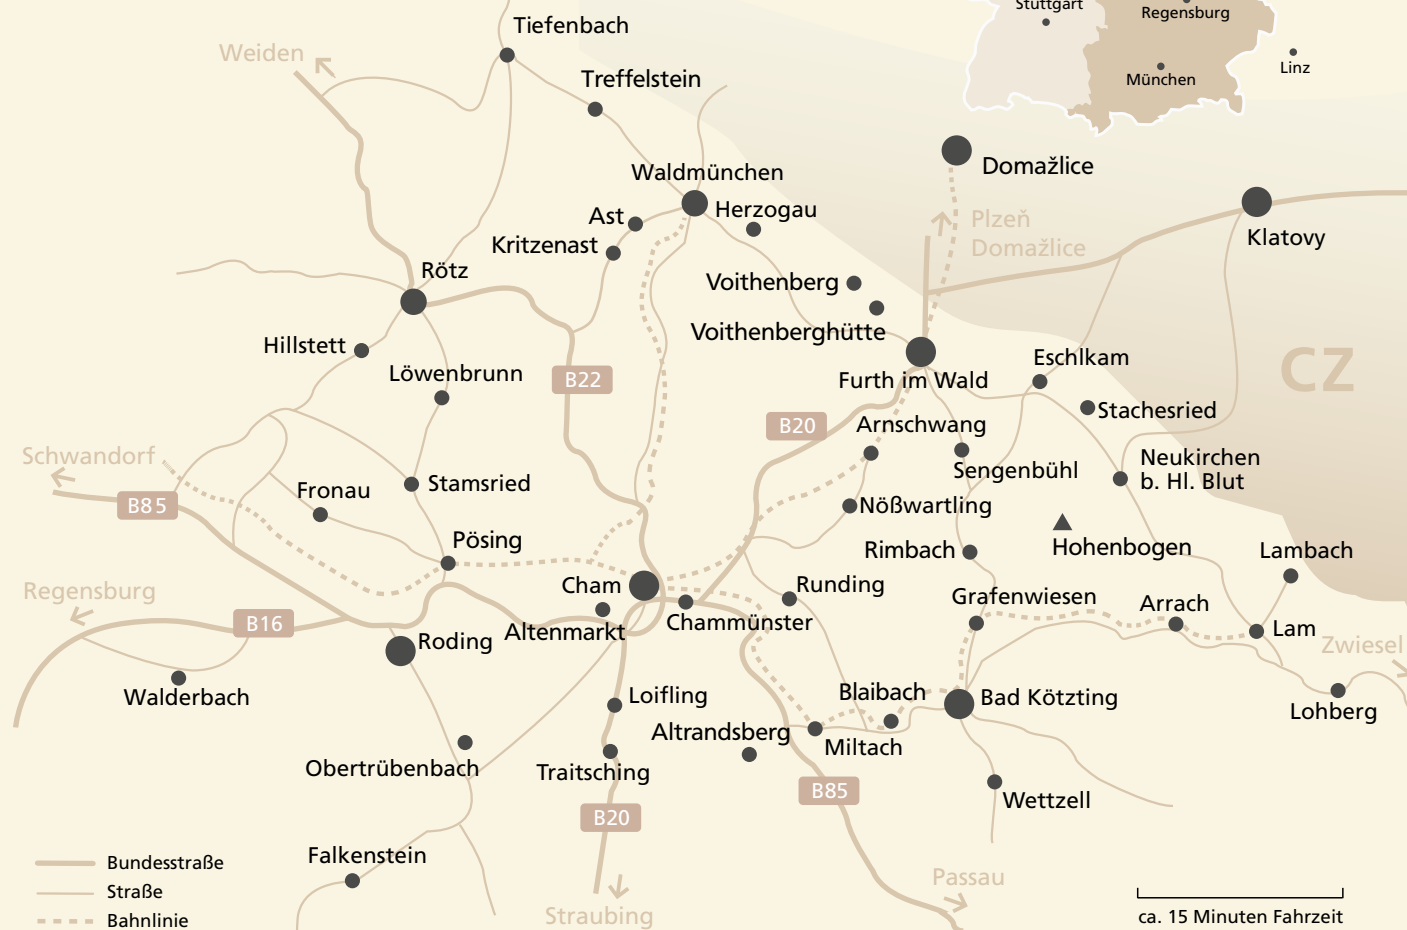 Stuttgart
Regensburg
München
Linz
Tiefenbach
Weiden
Treffelstein
Waldmünchen
Domažlice
Ast
Herzogau
Kritzenast
Plzeň
Domažlice
Klatovy
Rötz
Voithenberg
Voithenberghütte
Hillstett
Löwenbrunn
B22
Eschlkam
Furth im Wald
CZ
Stachesried
B20
Arnschwang
Schwandorf
Sengenbühl
Neukirchen
b. Hl. Blut
B85
Fronau
Stamsried
Nößwartling
Pösing
Rimbach
Hohenbogen
Lambach
Regensburg
Cham
Runding
Grafenwiesen
Arrach
B16
Roding
Altenmarkt
Chammünster
Lam
Zwiesel
Walderbach
Loifling
Blaibach
Bad Kötzting
Lohberg
Altrandsberg
Miltach
Obertrübenbach
Traitsching
B85
Wettzell
B20
Falkenstein
Bundesstraße
Straße
Bahnlinie
Straubing
Passau
ca. 15 Minuten Fahrzeit